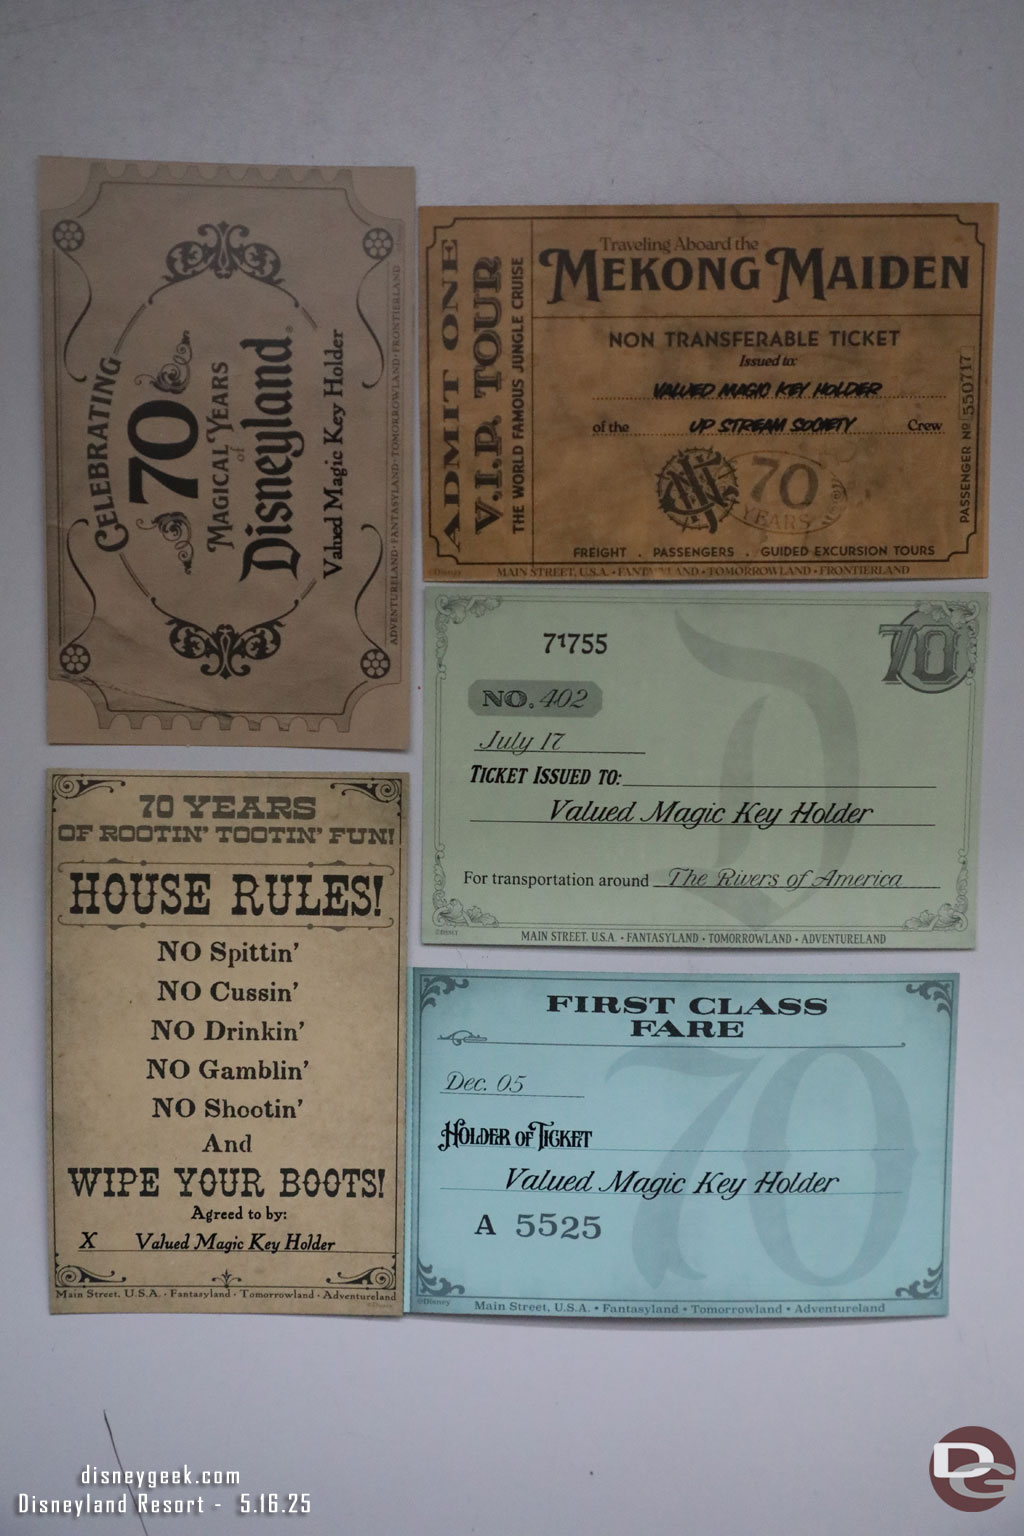 CELEBRATING
70
MAGICAL YEARS
of
Disneyland®
Valued Magic Key Holder
ADVENTURELAND · FANTASYLAND · TOMORROWLAND · FRONTIERLAND
ADMIT ONE
V.I.P. TOUR
THE WORLD FAMOUS JUNGLE CRUISE
Traveling Aboard the
MEKONG MAIDEN
NON TRANSFERABLE TICKET
Issued to:
VALUED MAGIC KEY HOLDER
of the UP STREAM SOCIETY Crew
70
YEARS
PASSENGER Nº 550717
FREIGHT . PASSENGERS . GUIDED EXCURSION TOURS
©Disney
MAIN STREET, U.S.A. · FANTASYLAND · TOMORROWLAND · FRONTIERLAND
70
71755
NO. 402
July 17
TICKET ISSUED TO:
Valued Magic Key Holder
For transportation around The Rivers of America
D
©DISNEY
MAIN STREET, U.S.A. · FANTASYLAND · TOMORROWLAND · ADVENTURELAND
70 YEARS
OF ROOTIN' TOOTIN' FUN!
HOUSE RULES!
NO Spittin'
NO Cussin'
NO Drinkin'
NO Gamblin'
NO Shootin'
And
WIPE YOUR BOOTS!
Agreed to by:
X Valued Magic Key Holder
Main Street, U.S.A. · Fantasyland · Tomorrowland · Adventureland
©Disney
FIRST CLASS
FARE
Dec. 05
HOLDER OF TICKET
Valued Magic Key Holder
A 5525
70
©Disney
Main Street, U.S.A. • Fantasyland • Tomorrowland • Adventureland
disneygeek.com
Disneyland Resort - 5.16.25
DG